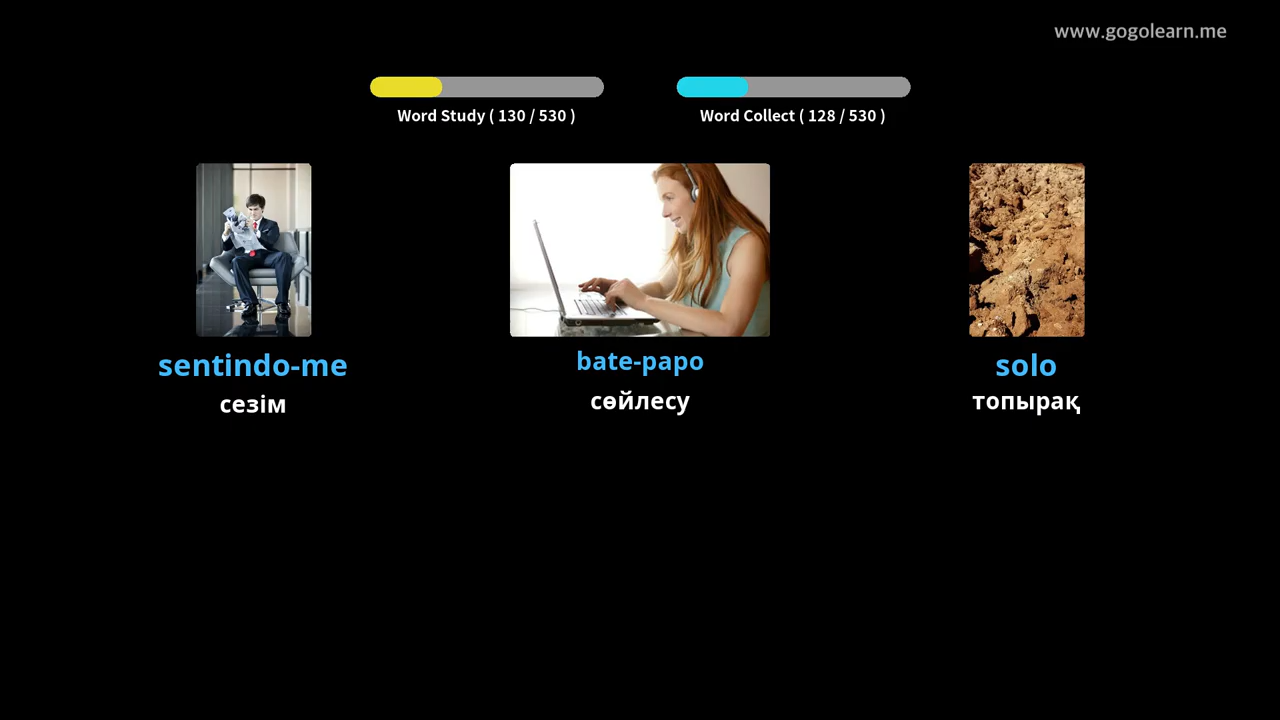 www.gogolearn.me
Word Study ( 130 / 530 )
Word Collect ( 128 / 530 )
sentindo-me
сезім
bate-papo
сөйлесу
solo
топырақ